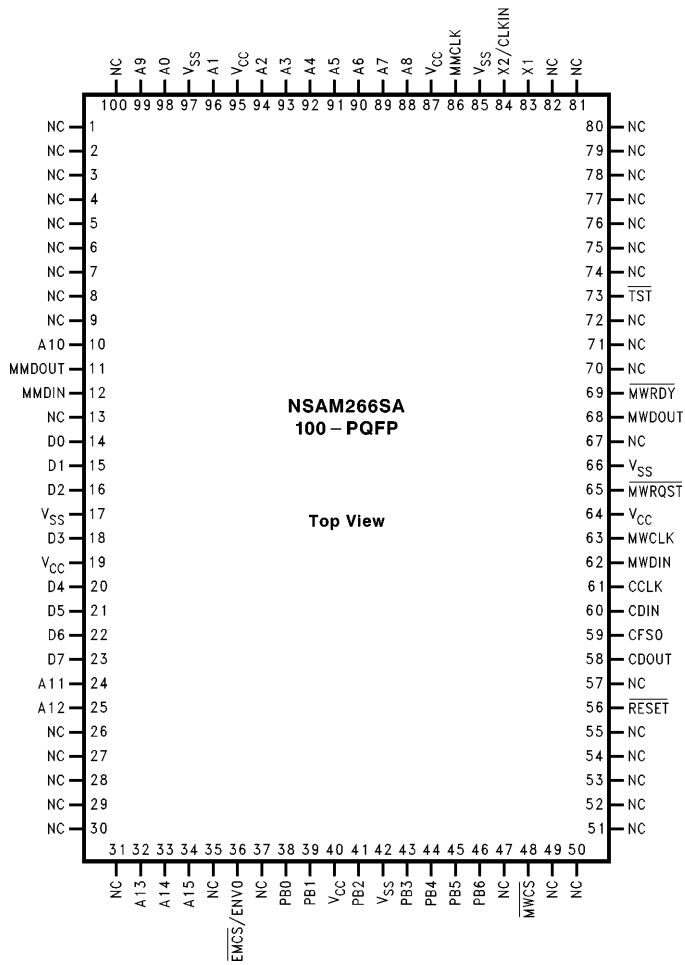 NC A9 A0 VSS A1 VCC A2 A3 A4 A5 A6 A7 A8 VCC MMCLK VSS X2/CLKIN X1 NC NC
100 99 98 97 96 95 94 93 92 91 90 89 88 87 86 85 84 83 82 81
NC 1 80 NC
NC 2 79 NC
NC 3 78 NC
NC 4 77 NC
NC 5 76 NC
NC 6 75 NC
NC 7 74 NC
NC 8 73 TST
NC 9 72 NC
A10 10 71 NC
MMDOUT 11 70 NC
MMDIN 12 69 MWRDY
NC 13 68 MWDOUT
D0 14 67 NC
D1 15 66 VSS
D2 16 65 MWRQST
VSS 17 64 VCC
D3 18 63 MWCLK
VCC 19 62 MWDIN
D4 20 61 CCLK
D5 21 60 CDIN
D6 22 59 CFS0
D7 23 58 CDOUT
A11 24 57 NC
A12 25 56 RESET
NC 26 55 NC
NC 27 54 NC
NC 28 53 NC
NC 29 52 NC
NC 30 51 NC
NSAM266SA
100 – PQFP
Top View
31 32 33 34 35 36 37 38 39 40 41 42 43 44 45 46 47 48 49 50
NC A13 A14 A15 NC EMCS/ENV0 NC PB0 PB1 VCC PB2 VSS PB3 PB4 PB5 PB6 NC MWCS NC NC